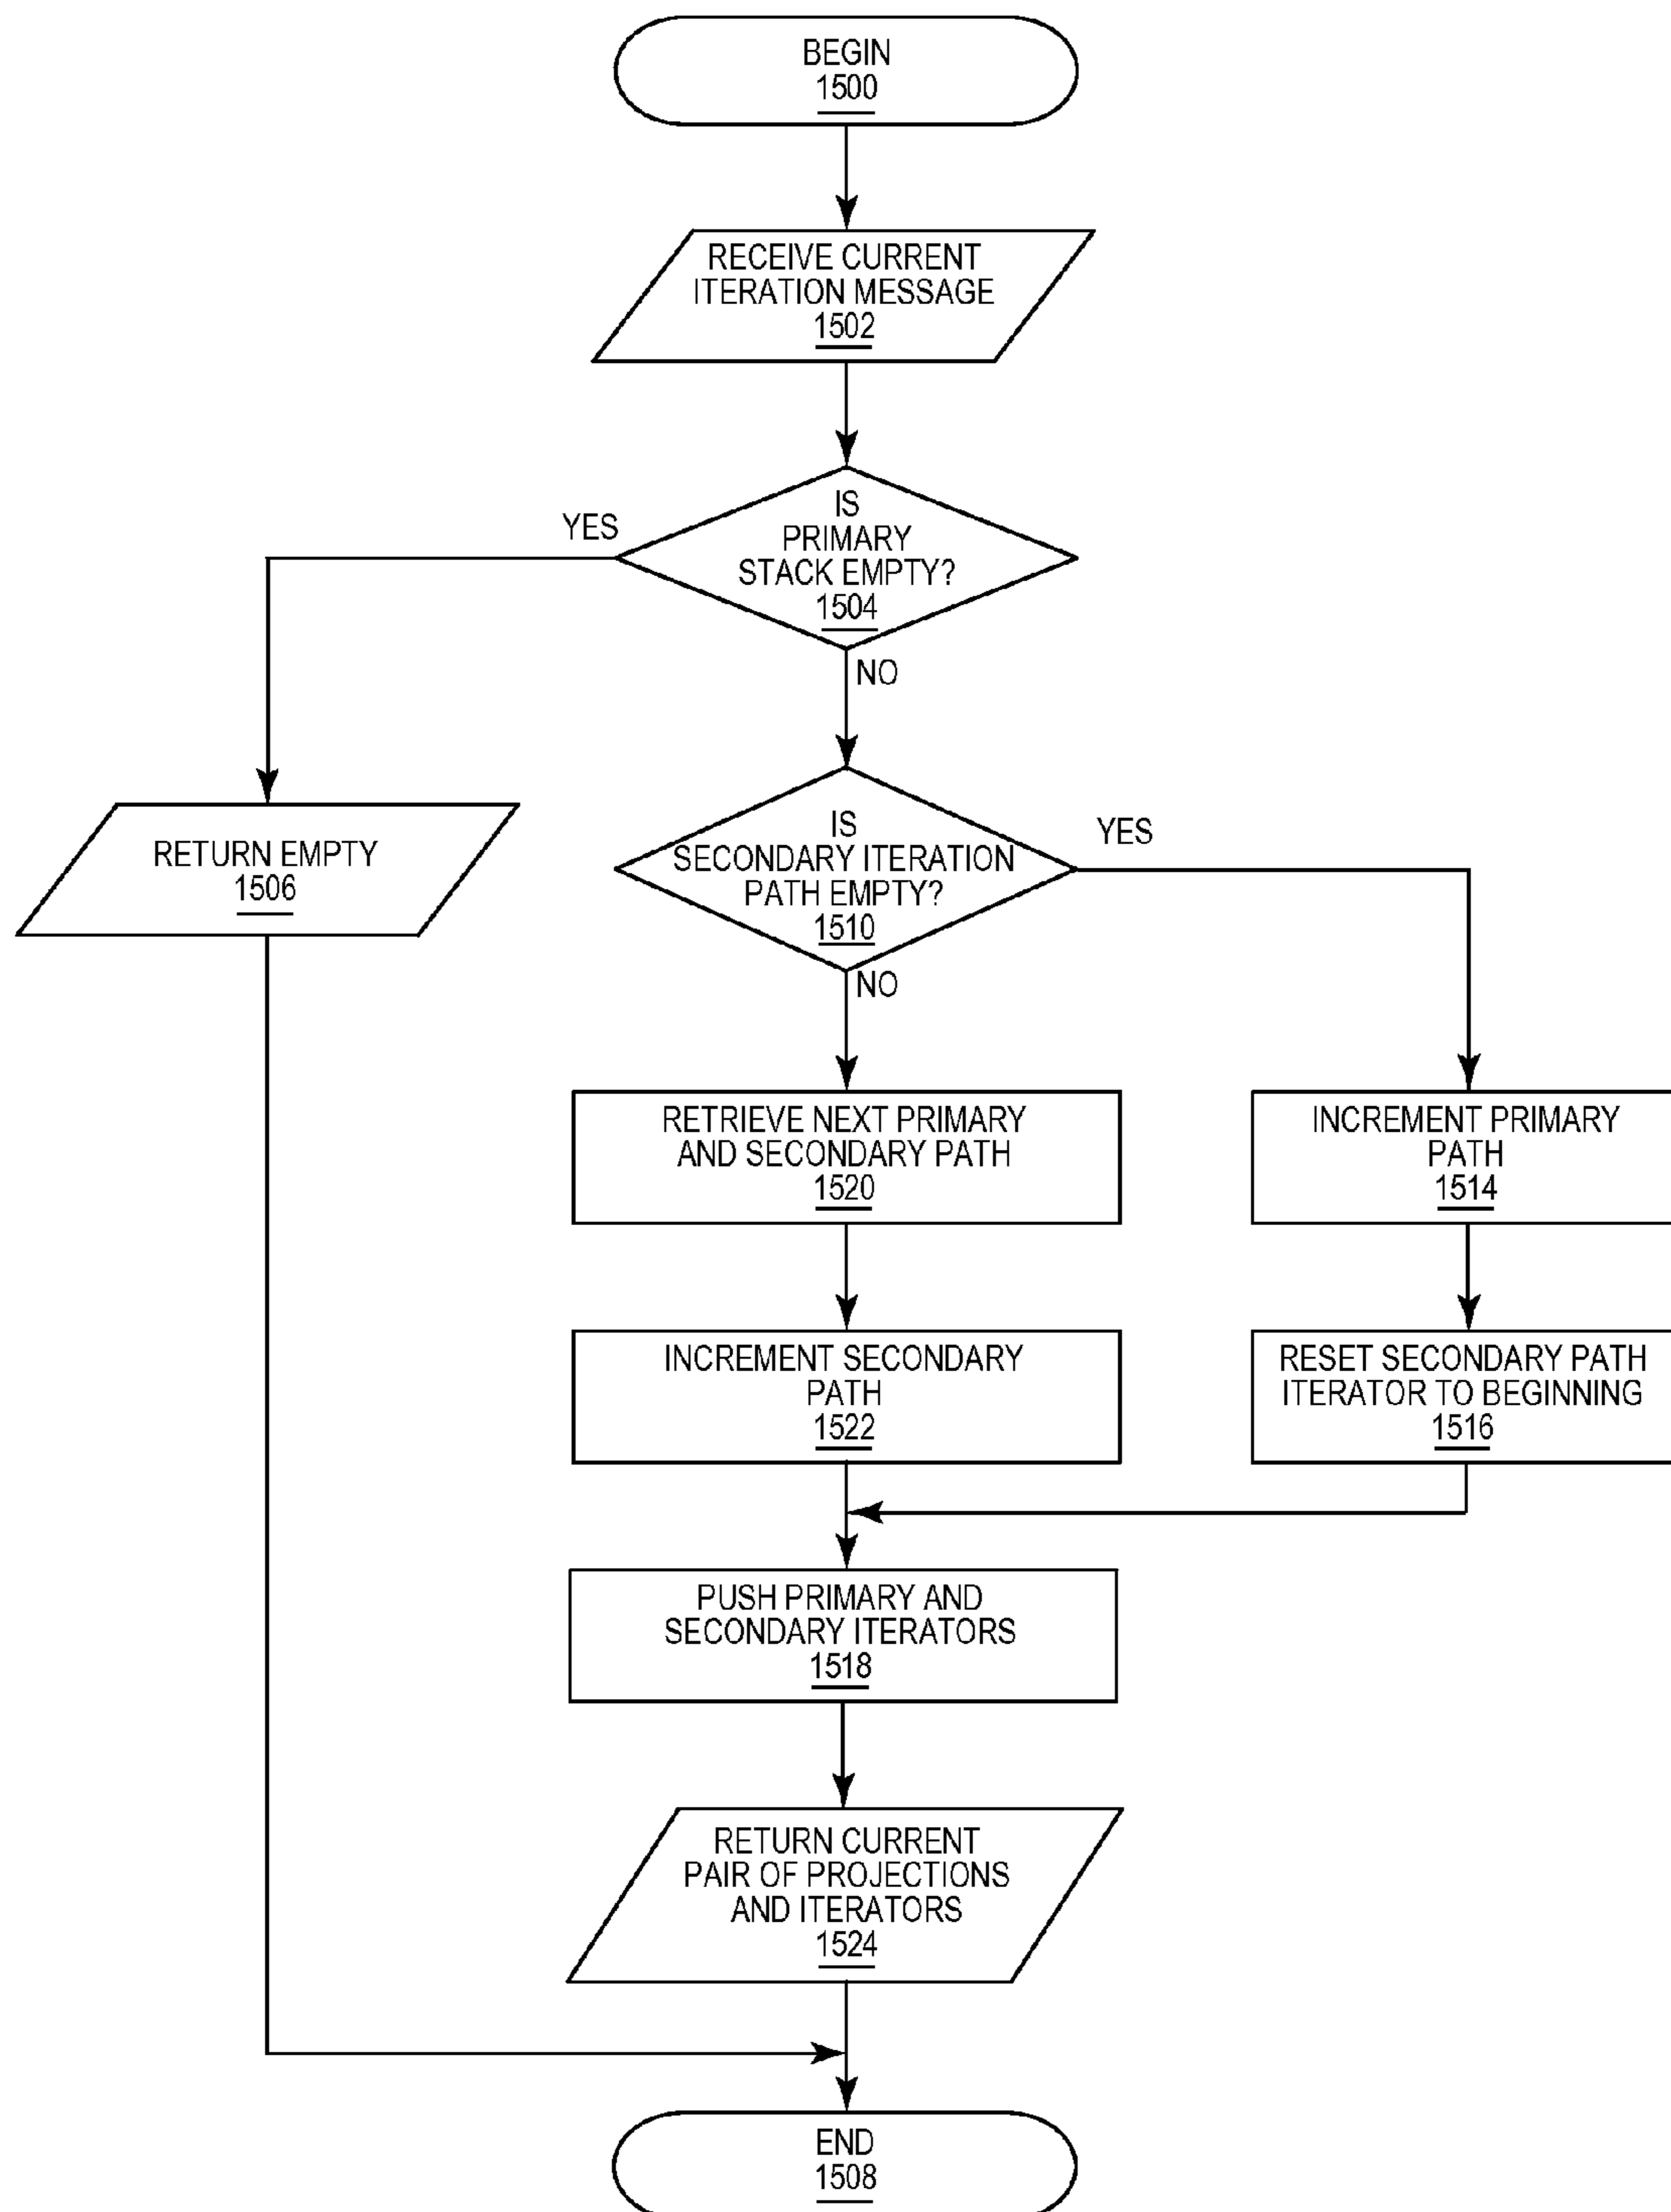 BEGIN
1500
RECEIVE CURRENT
ITERATION MESSAGE
1502
IS
PRIMARY
STACK EMPTY?
1504
YES
NO
RETURN EMPTY
1506
IS
SECONDARY ITERATION
PATH EMPTY?
1510
YES
NO
RETRIEVE NEXT PRIMARY
AND SECONDARY PATH
1520
INCREMENT PRIMARY
PATH
1514
INCREMENT SECONDARY
PATH
1522
RESET SECONDARY PATH
ITERATOR TO BEGINNING
1516
PUSH PRIMARY AND
SECONDARY ITERATORS
1518
RETURN CURRENT
PAIR OF PROJECTIONS
AND ITERATORS
1524
END
1508